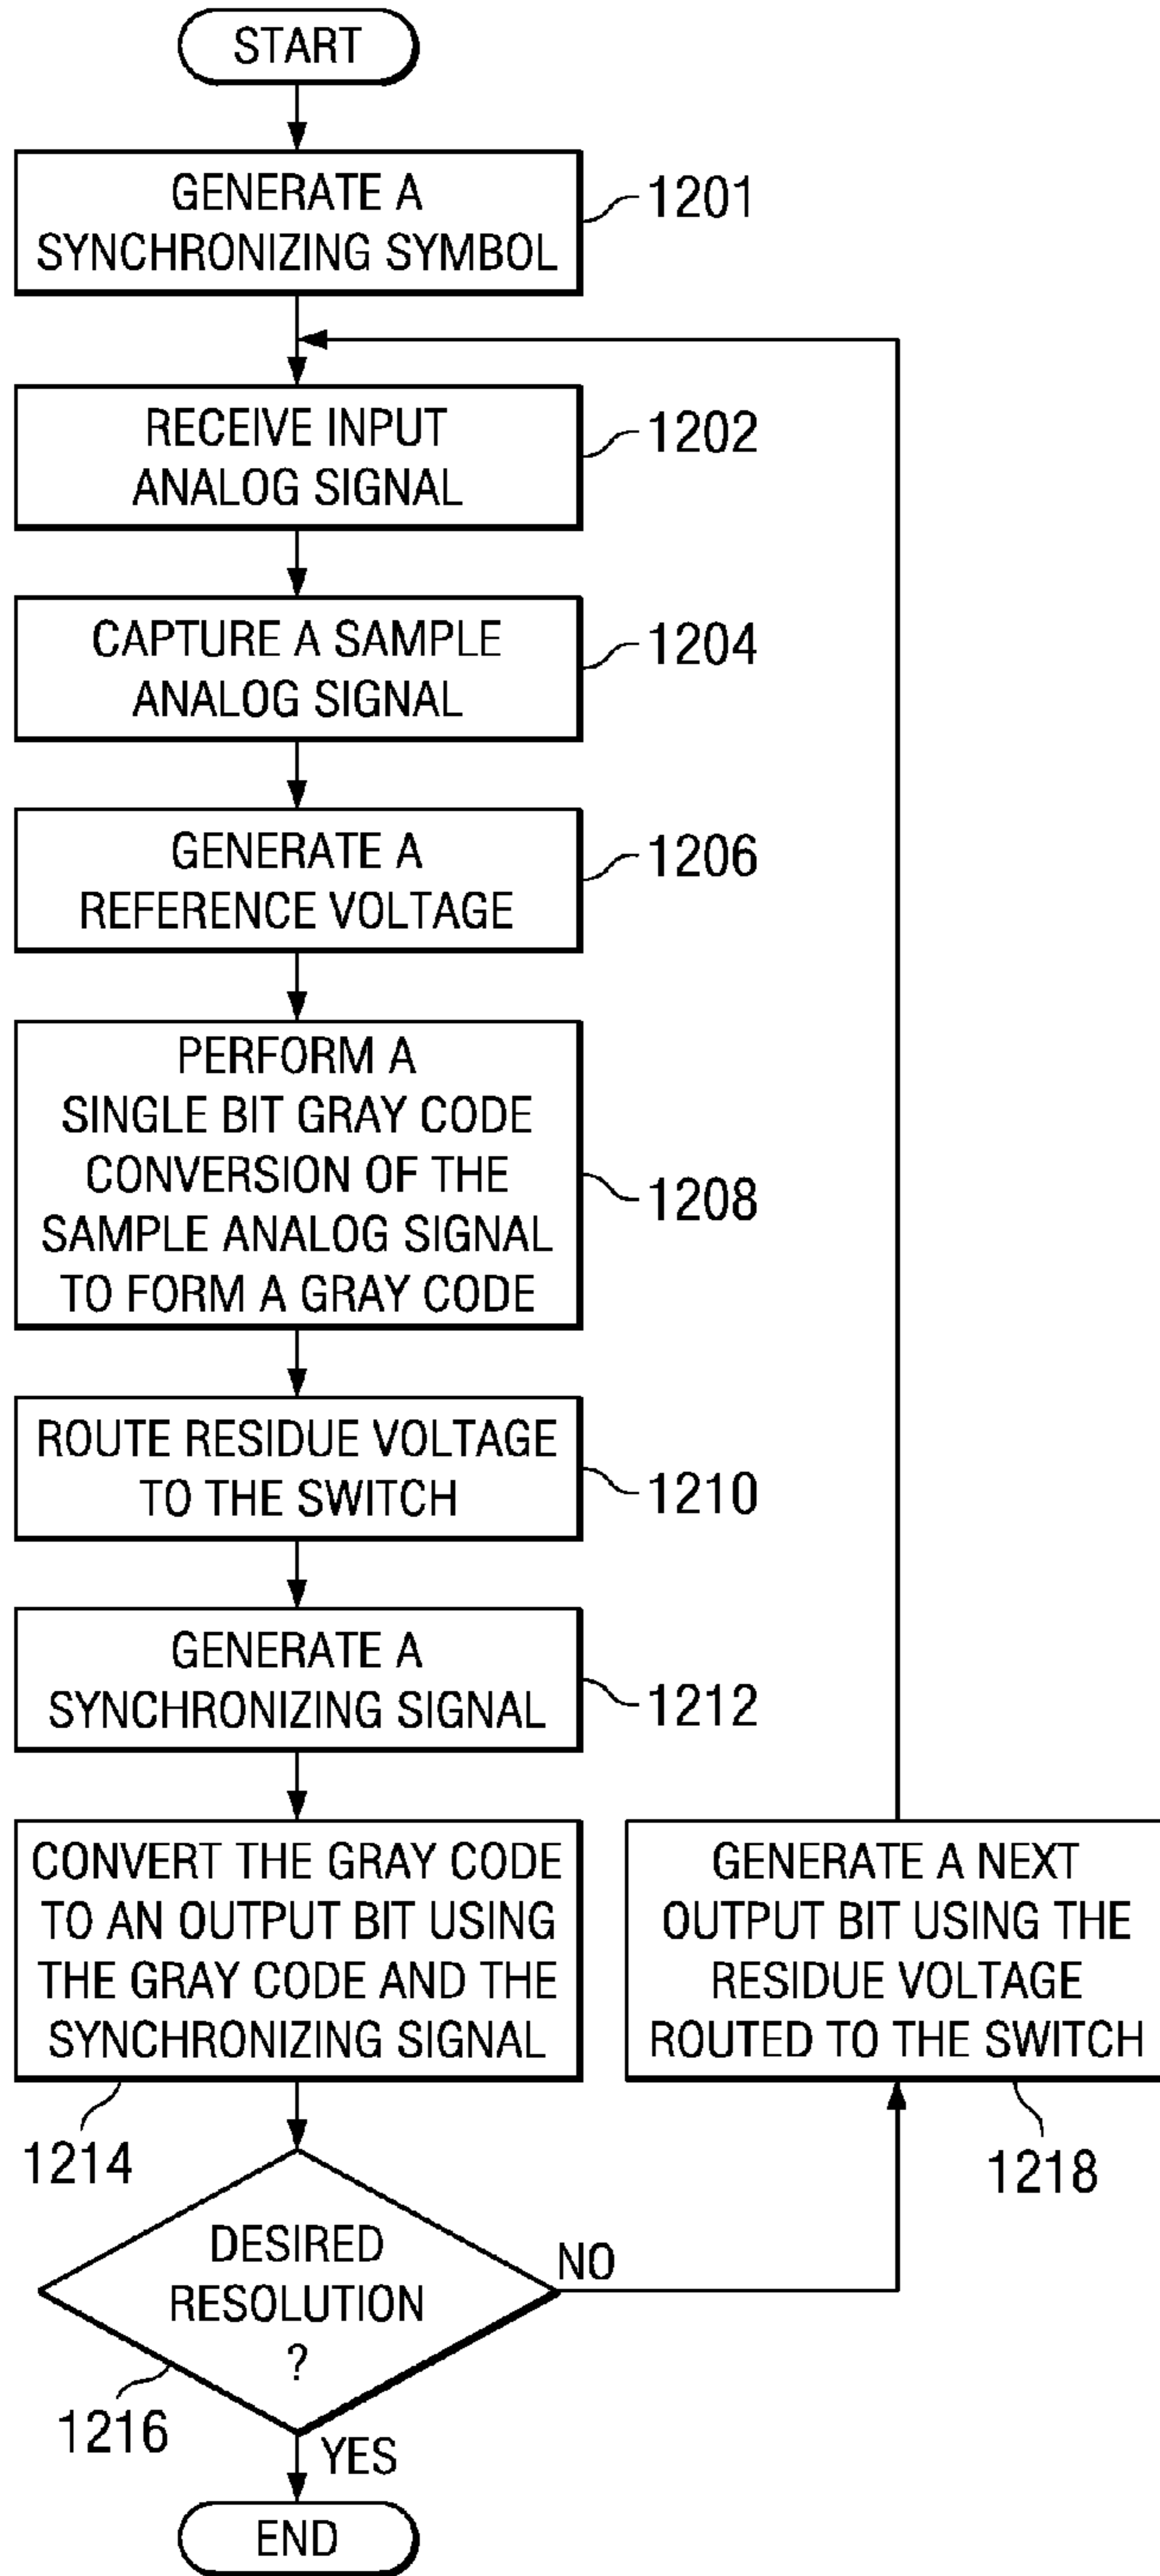 START
GENERATE A
SYNCHRONIZING SYMBOL
1201
RECEIVE INPUT
ANALOG SIGNAL
1202
CAPTURE A SAMPLE
ANALOG SIGNAL
1204
GENERATE A
REFERENCE VOLTAGE
1206
PERFORM A
SINGLE BIT GRAY CODE
CONVERSION OF THE
SAMPLE ANALOG SIGNAL
TO FORM A GRAY CODE
1208
ROUTE RESIDUE VOLTAGE
TO THE SWITCH
1210
GENERATE A
SYNCHRONIZING SIGNAL
1212
CONVERT THE GRAY CODE
TO AN OUTPUT BIT USING
THE GRAY CODE AND THE
SYNCHRONIZING SIGNAL
1214
GENERATE A NEXT
OUTPUT BIT USING THE
RESIDUE VOLTAGE
ROUTED TO THE SWITCH
1218
DESIRED
RESOLUTION
?
NO
1216
YES
END